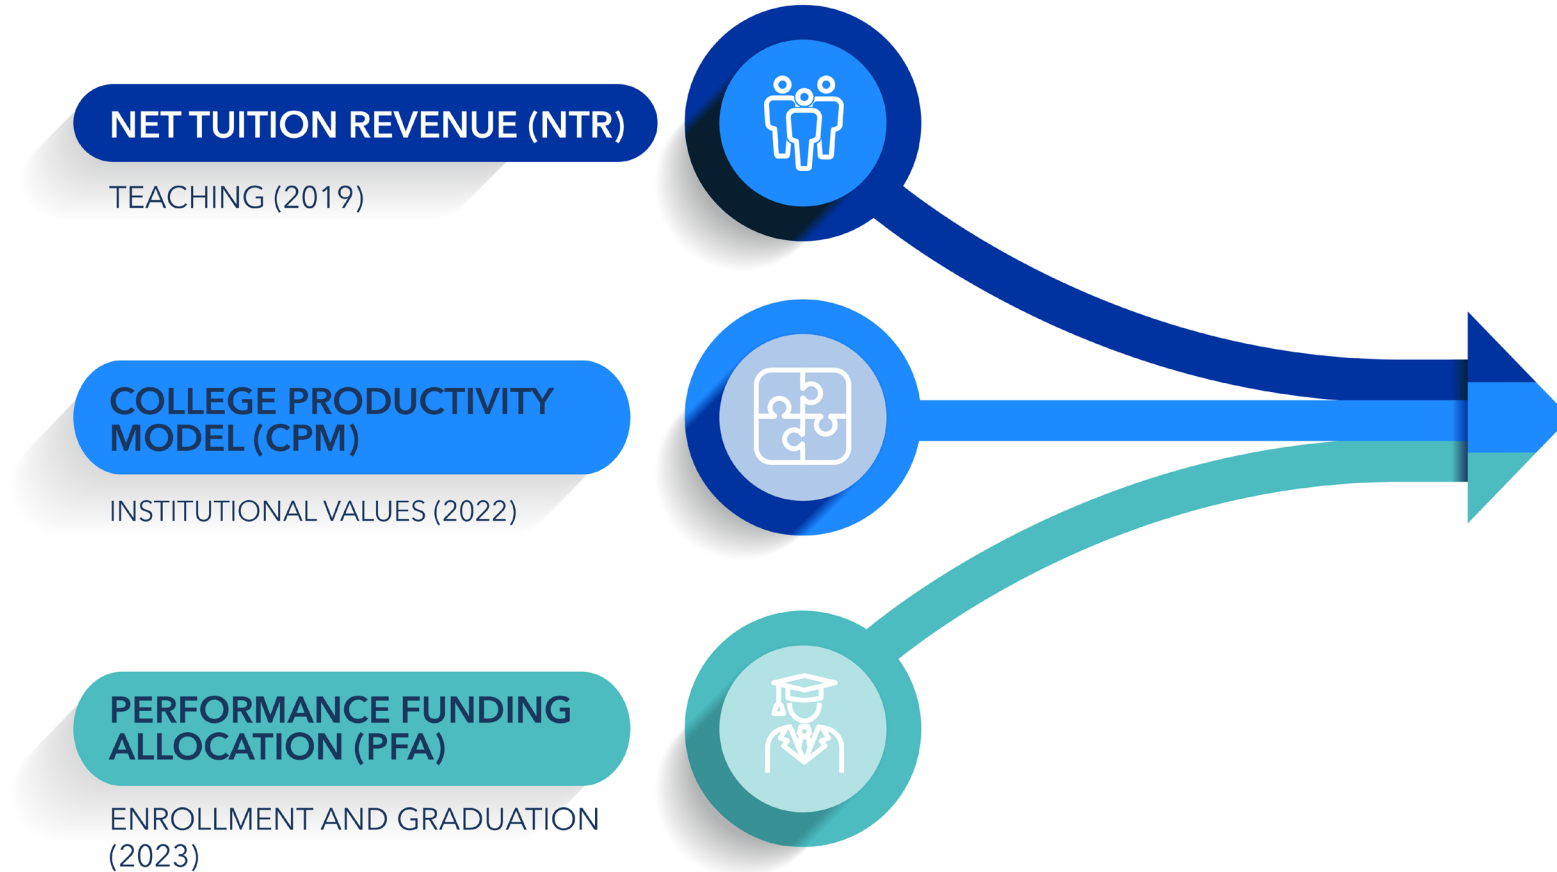 NET TUITION REVENUE (NTR)
TEACHING (2019)
COLLEGE PRODUCTIVITY
MODEL (CPM)
INSTITUTIONAL VALUES (2022)
PERFORMANCE FUNDING
ALLOCATION (PFA)
ENROLLMENT AND GRADUATION
(2023)